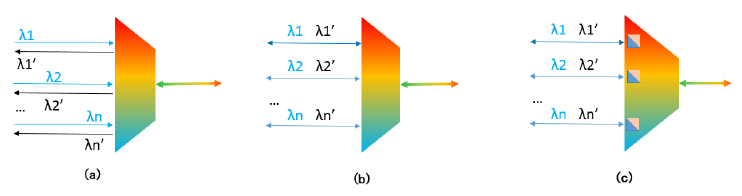 λ1
λ1′
λ2
λ2′
...
λn
λn′
(a)
λ1 λ1′
λ2 λ2′
...
λn λn′
(b)
λ1 λ1′
λ2 λ2′
...
λn λn′
(c)